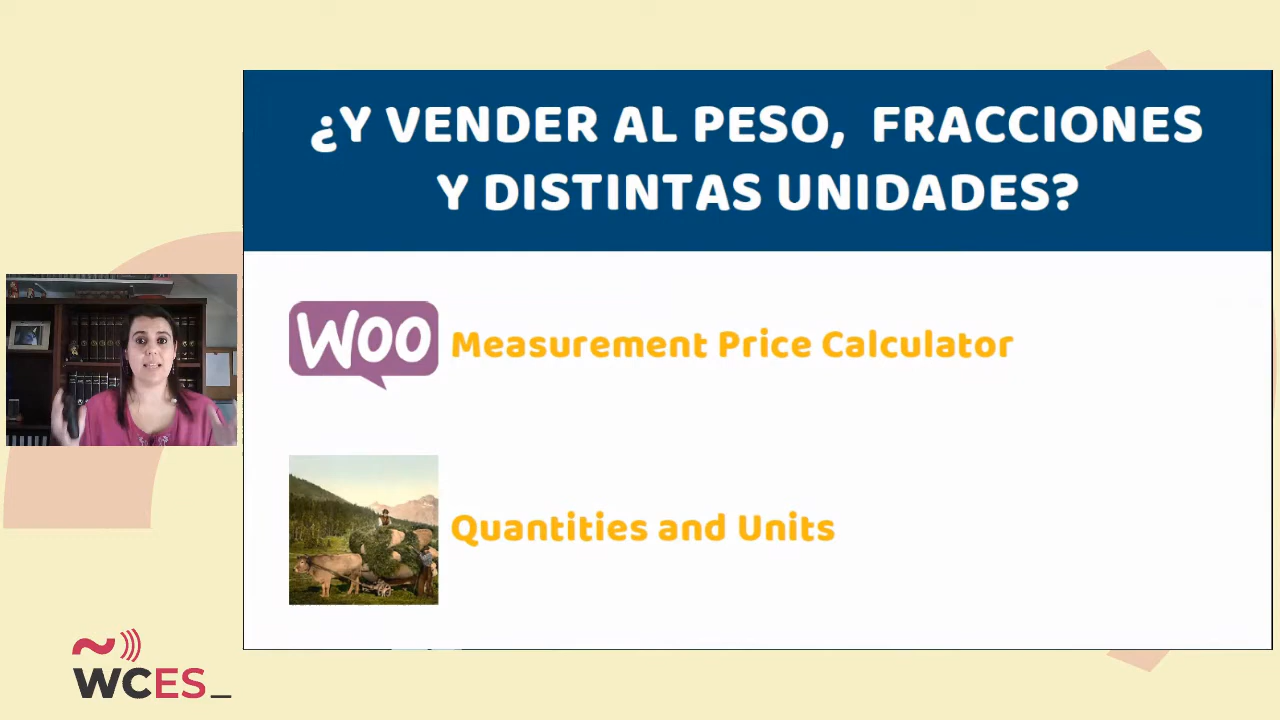 ¿Y VENDER AL PESO, FRACCIONES
Y DISTINTAS UNIDADES?
WOO
Measurement Price Calculator
Quantities and Units
WCES_